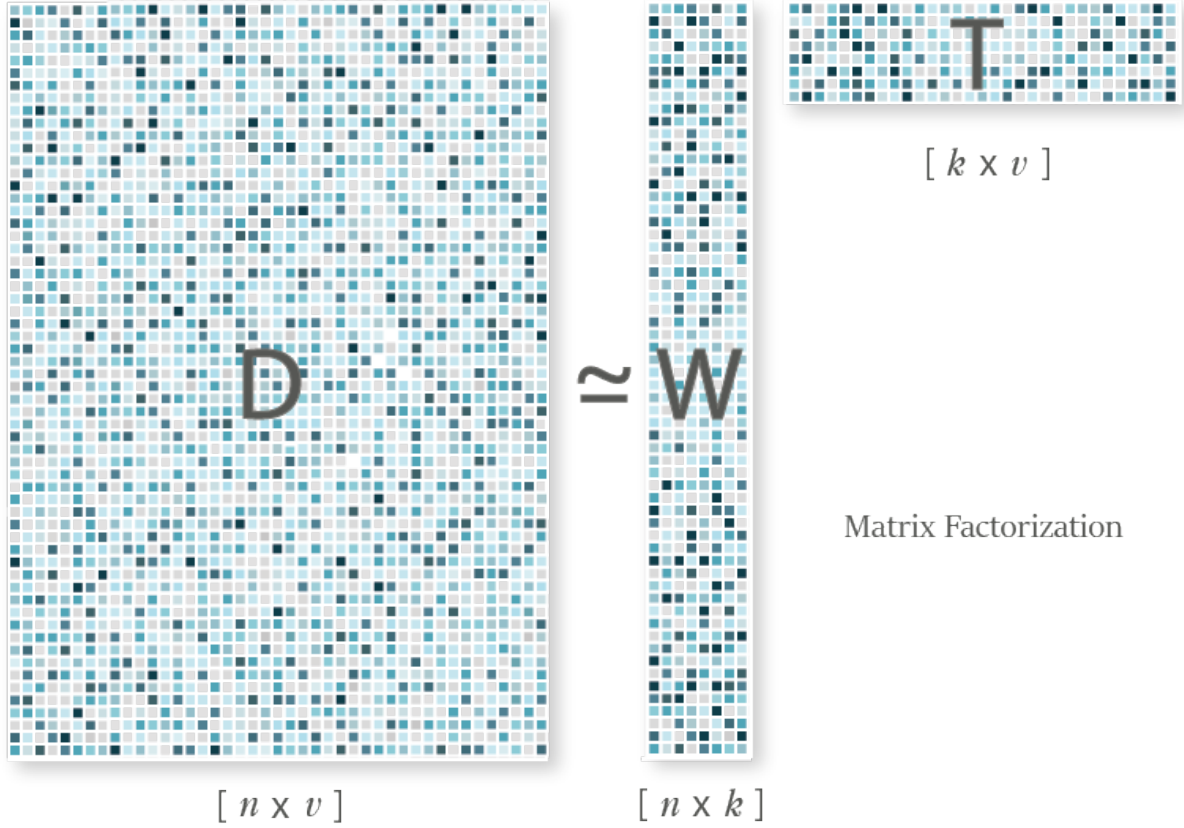 D
≃
W
T
[ k x v ]
Matrix Factorization
[ n x v ]
[ n x k ]